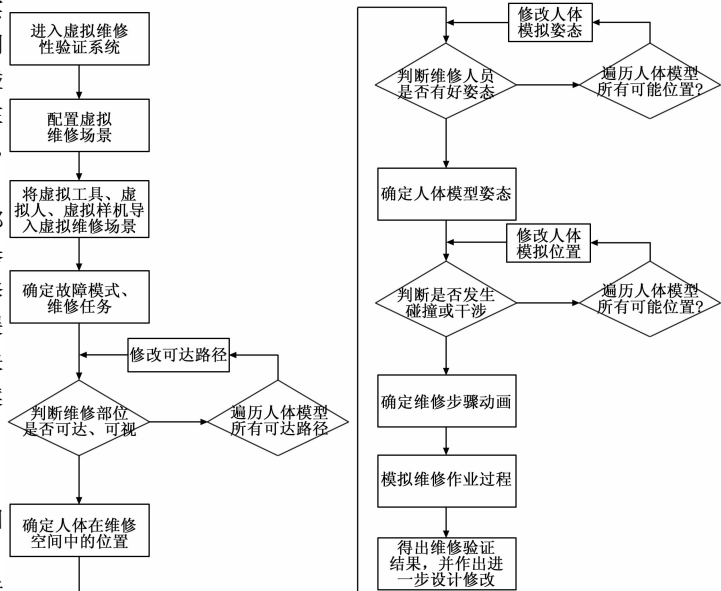 进入虚拟维修
性验证系统
配置虚拟
维修场景
将虚拟工具、虚
拟人、虚拟样机导
入虚拟维修场景
确定故障模式、
维修任务
修改可达路径
判断维修部位
是否可达、可视
遍历人体模型
所有可达路径
确定人体在维修
空间中的位置
修改人体
模拟姿态
判断维修人员
是否有好姿态
遍历人体模型
所有可能位置?
确定人体模型姿态
修改人体
模拟位置
判断是否发生
碰撞或干涉
遍历人体模型
所有可能位置?
确定维修步骤动画
模拟维修作业过程
得出维修验证
结果，并作出进
一步设计修改